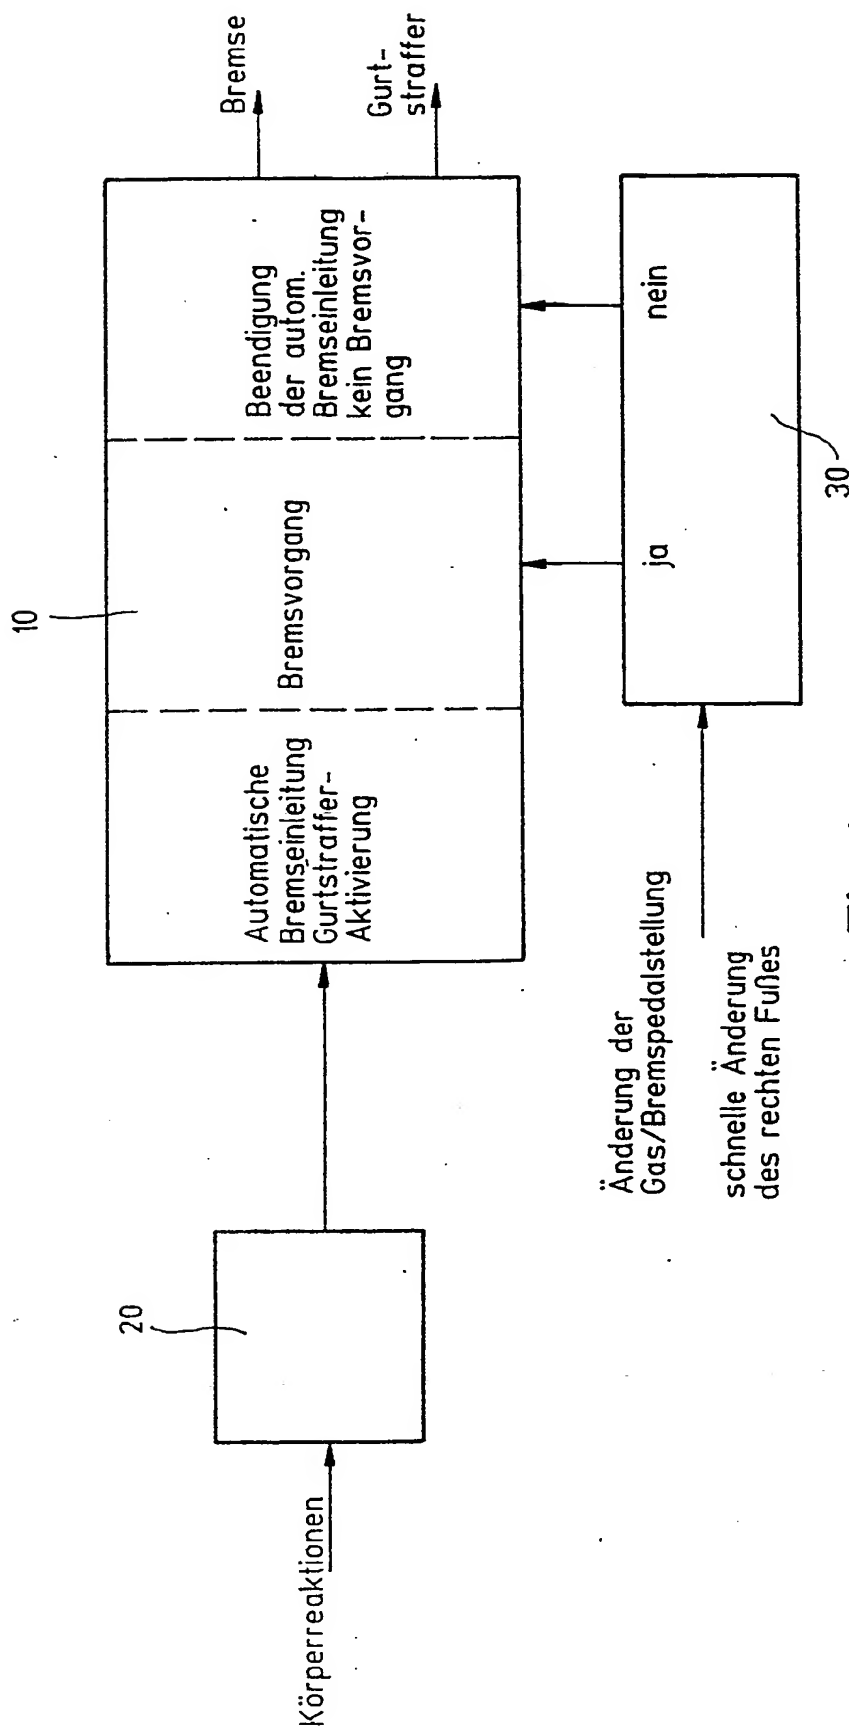 Körperreaktionen
20
Automatische
Bremseinleitung
Gurtstraffer-
Aktivierung
10
Bremsvorgang
Beendigung
der autom.
Bremseinleitung
kein Bremsvor-
gang
Bremse
Gurt-
straffer
Änderung der
Gas/Bremspedalstellung
schnelle Änderung
des rechten Fußes
ja
nein
30